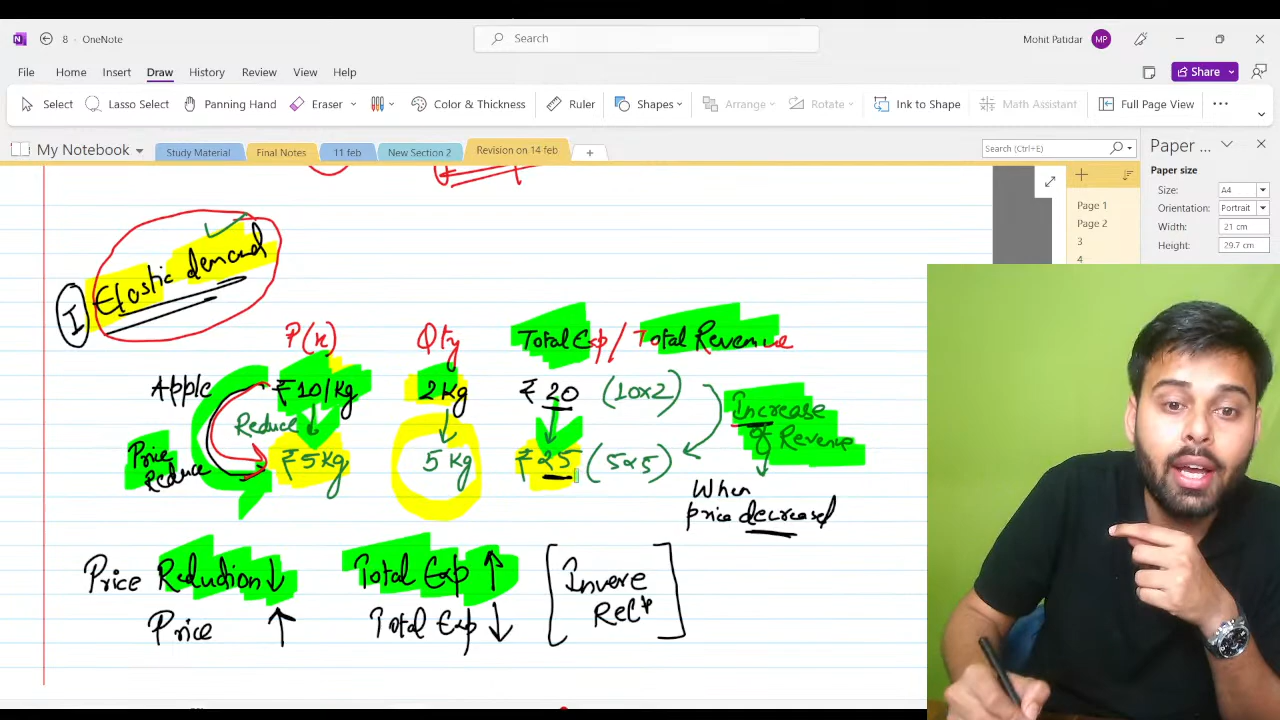 8 - OneNote
Search
Mohit Patidar MP
File Home Insert Draw History Review View Help
Share
Select Lasso Select Panning Hand Eraser Color & Technique Ruler Shapes Arrange Rotate Ink to Shape Math Assistant Full Page View
My Notebook
Study Material Final Notes 11 feb New Section 2 Revision on 14 feb
Search (Ctrl+E)
Paper ...
Paper size
Size: A4
Orientation: Portrait
Width: 21 cm
Height: 29.7 cm
Page 1
Page 2
3
4
I Elastic demand
P(x) Qty Total Exp/Total Revenue
Apple ₹10/Kg 2 Kg ₹20 (10x2)
Reduce
Increase of Revenue
Price Reduce ₹5Kg 5 Kg ₹25 (5x5)
When
price decreased
Price Redution ↓ Total Exp ↑
Price ↑ Total Exp ↓
[Invere
Relⁿ]